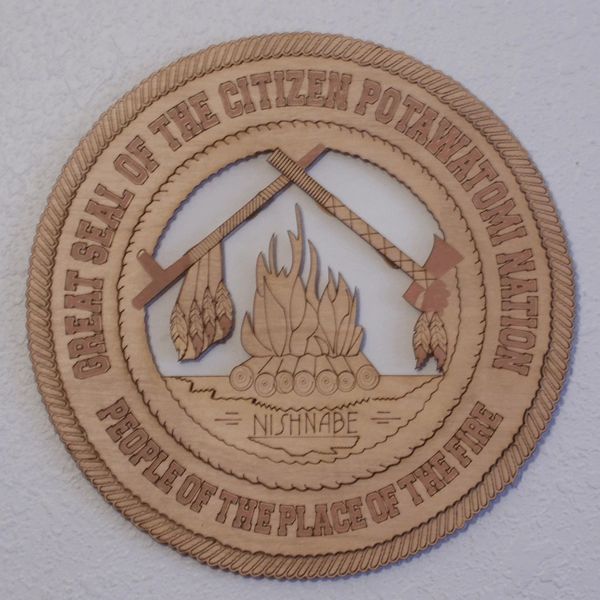 GREAT SEAL OF THE CITIZEN POTAWATOMI NATION
NISHNABE
PEOPLE OF THE PLACE OF THE FIRE